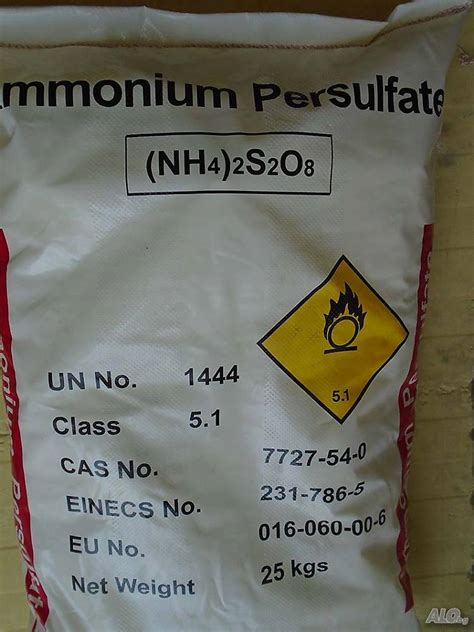 mmonium Persulfate
(NH4)2S2O8
5.1
UN No. 1444
Class 5.1
CAS No. 7727-54-0
EINECS No. 231-786-5
EU No. 016-060-00-6
Net Weight 25 kgs
ALO.bg